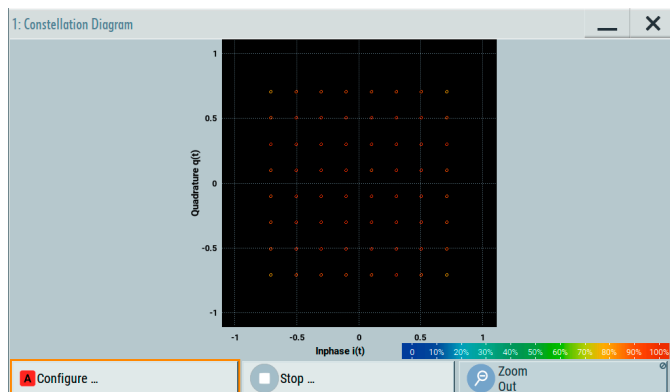 1: Constellation Diagram
1
0.5
0
-0.5
-1
Quadrature q(t)
-1 -0.5 0 0.5 1
Inphase i(t)
0 10% 20% 30% 40% 50% 60% 70% 80% 90% 100%
A Configure ...
Stop ...
Zoom
Out